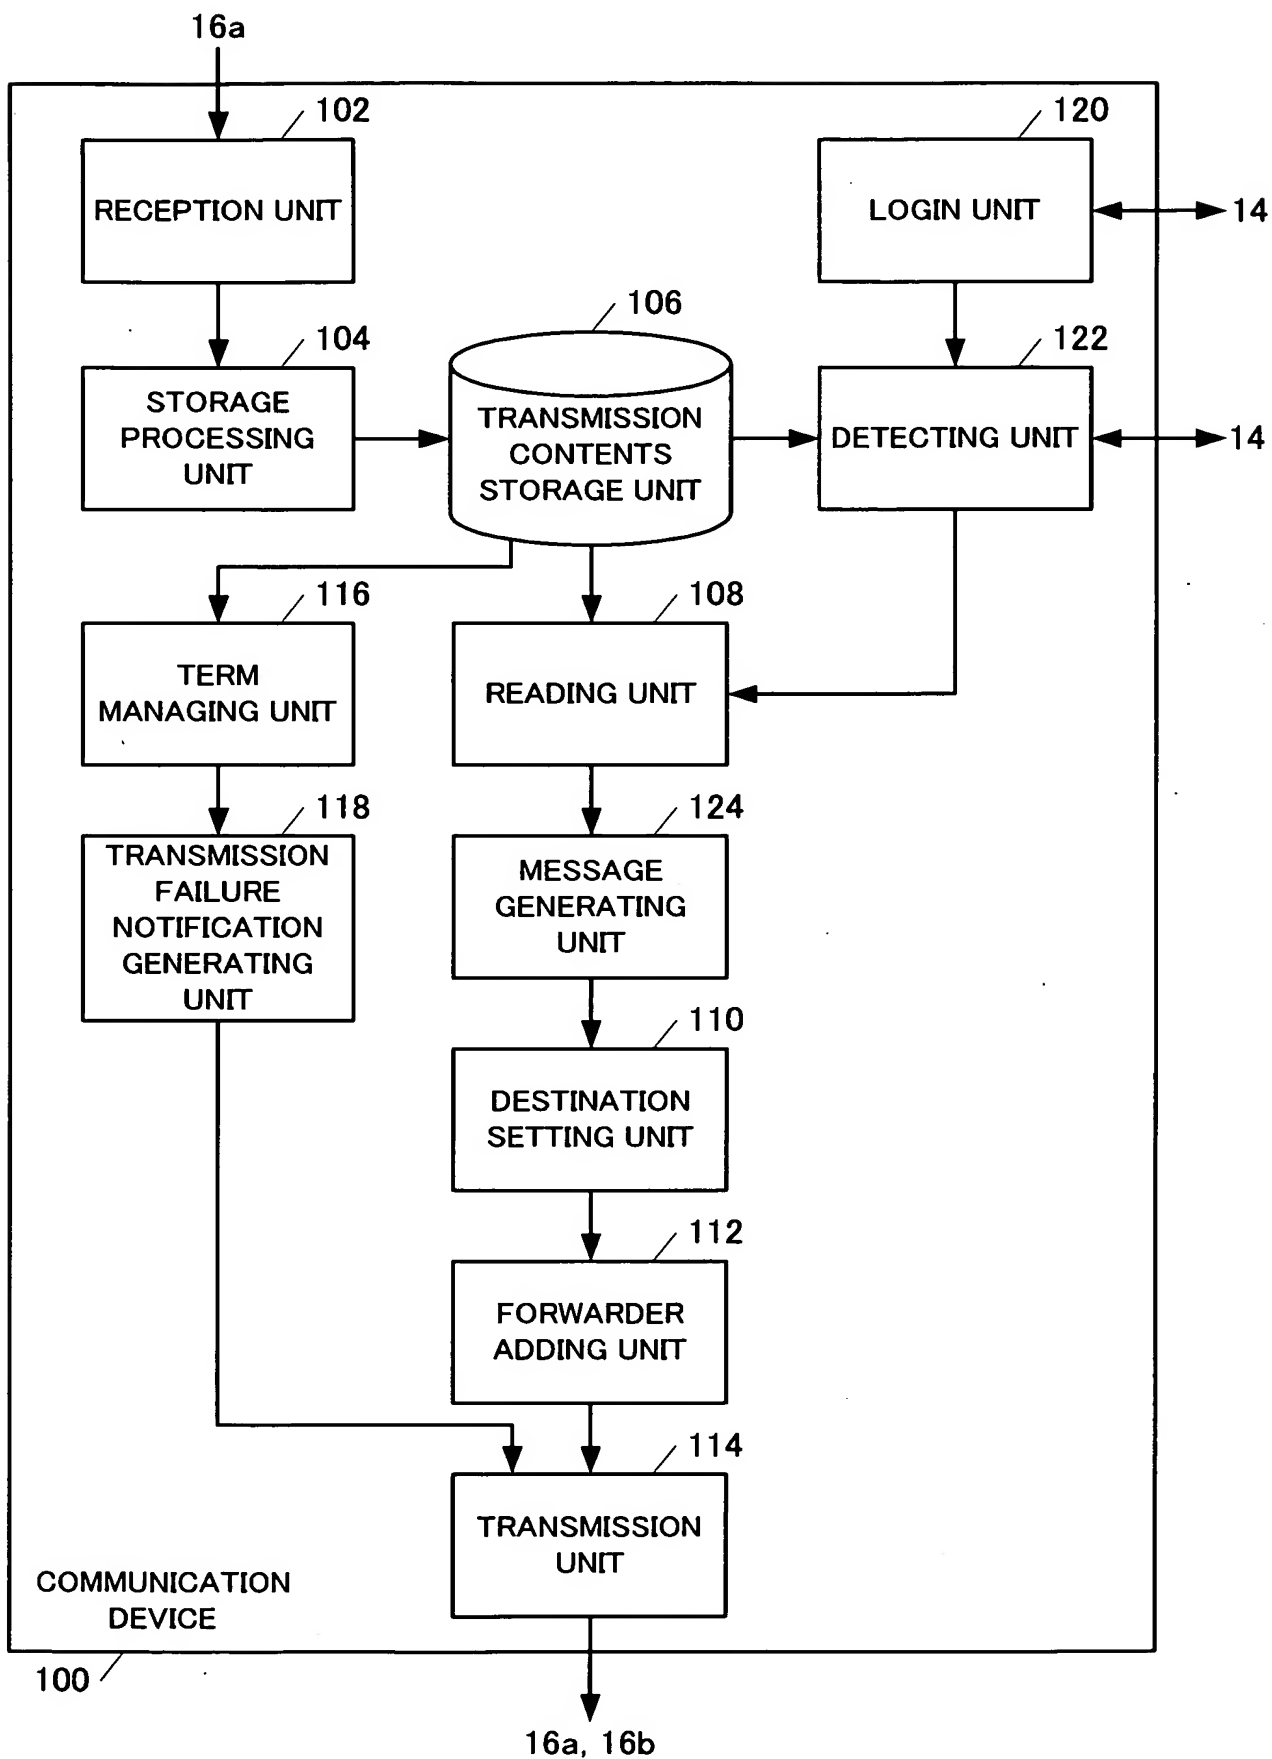 16a
102
120
RECEPTION UNIT
LOGIN UNIT
14
106
104
122
STORAGE
PROCESSING
UNIT
TRANSMISSION
CONTENTS
STORAGE UNIT
DETECTING UNIT
14
116
108
TERM
MANAGING UNIT
READING UNIT
118
124
TRANSMISSION
FAILURE
NOTIFICATION
GENERATING
UNIT
MESSAGE
GENERATING
UNIT
110
DESTINATION
SETTING UNIT
112
FORWARDER
ADDING UNIT
114
TRANSMISSION
UNIT
COMMUNICATION
DEVICE
100
16a, 16b